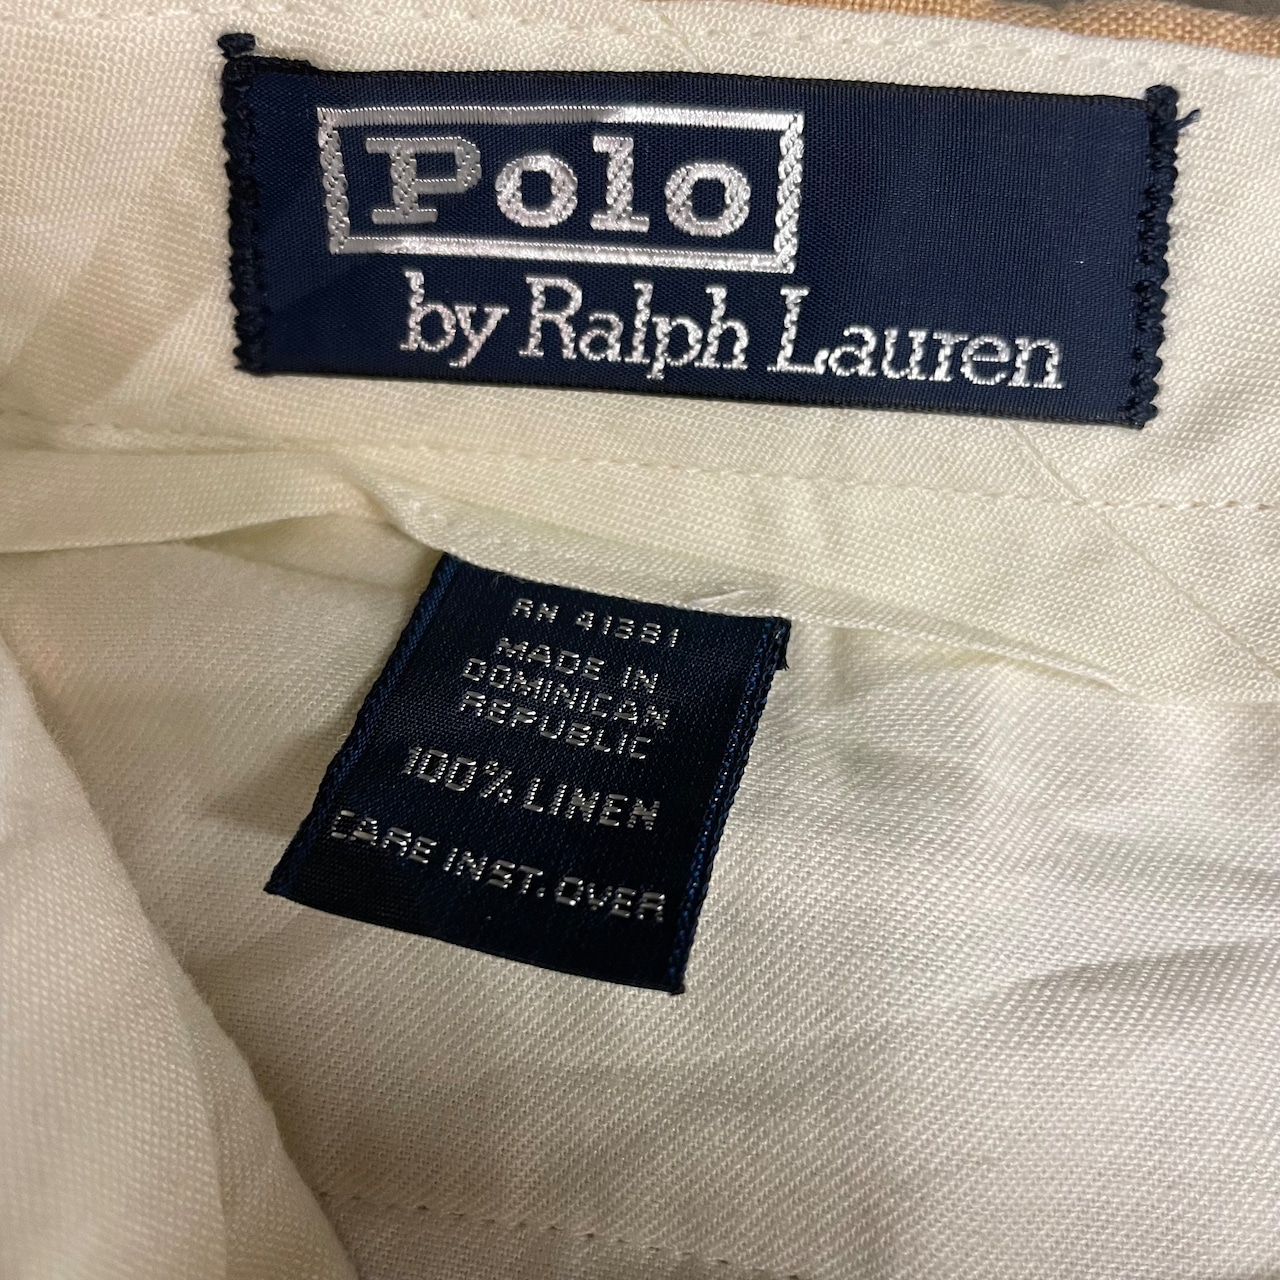 Polo
by Ralph Lauren
RN 41381
MADE IN
DOMINICAN
REPUBLIC
100% LINEN
CARE INST. OVER